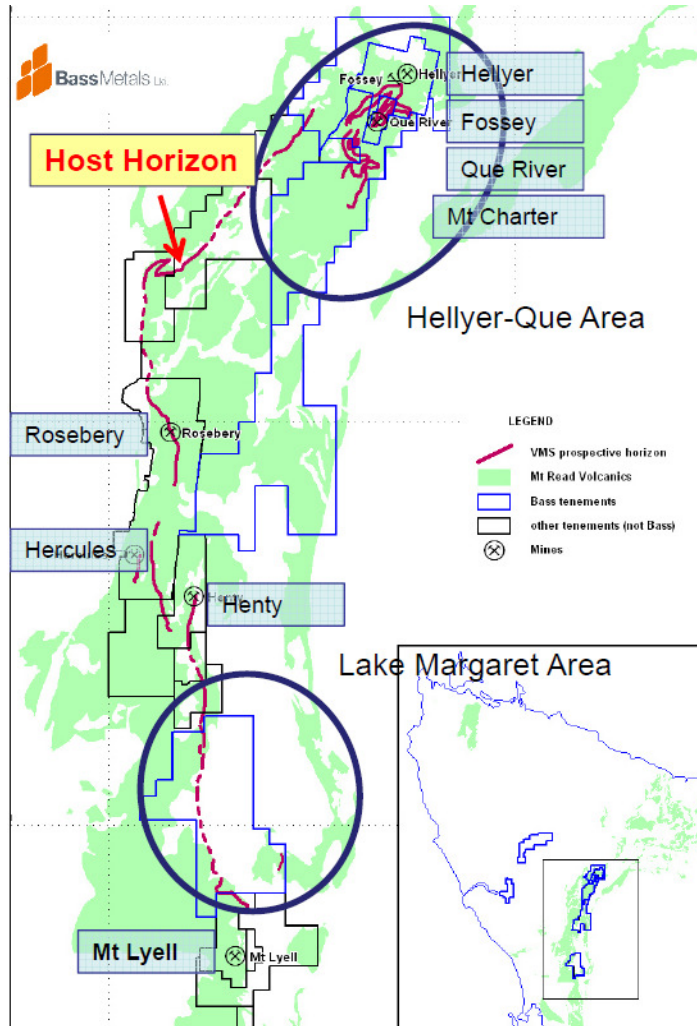 BassMetals Ltd.
Fossey
Hellyer
Hellyer
Fossey
Que River
Que River
Mt Charter
Host Horizon
Hellyer-Que Area
LEGEND
VMS prospective horizon
Mt Read Volcanics
Bass tenements
other tenements (not Bass)
Mines
Rosebery
Rosebery
Hercules
Henty
Henty
Lake Margaret Area
Mt Lyell
Mt Lyell